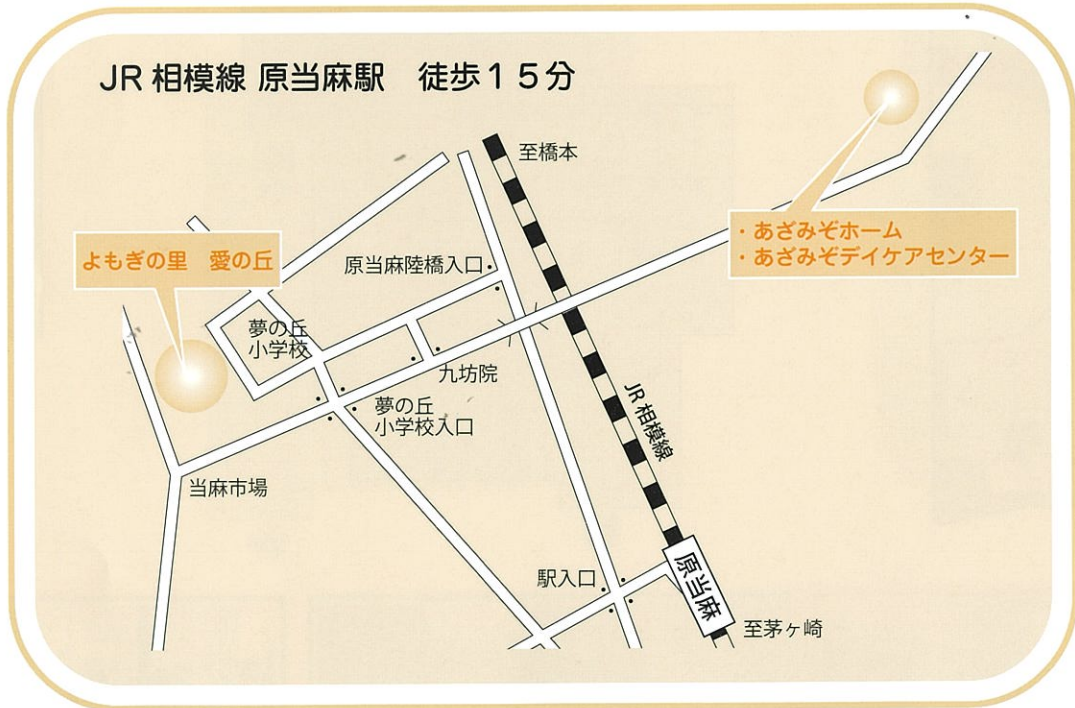 JR 相模線 原当麻駅　徒歩１５分
至橋本
・あざみぞホーム
・あざみぞデイケアセンター
よもぎの里　愛の丘
原当麻陸橋入口
夢の丘
小学校
九坊院
夢の丘
小学校入口
JR 相模線
当麻市場
駅入口
原当麻
至茅ヶ崎